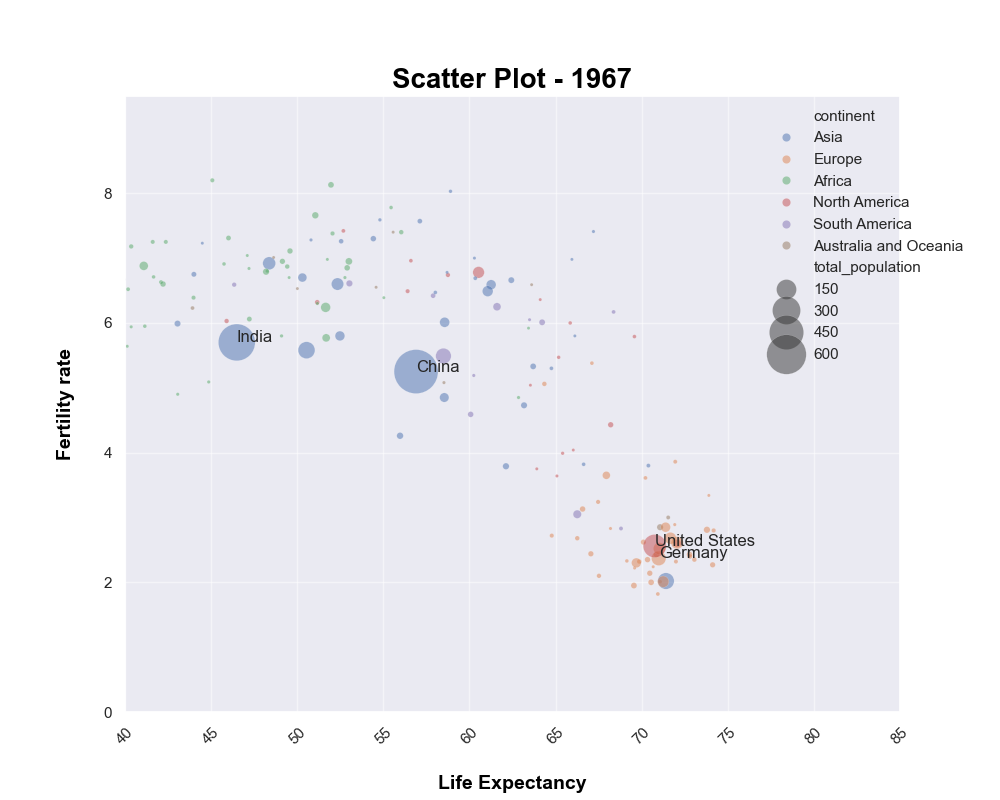 Scatter Plot - 1967
continent
Asia
Europe
Africa
North America
South America
Australia and Oceania
total_population
150
300
450
600
8
6
4
2
0
Fertility rate
India
China
United States
Germany
40 45 50 55 60 65 70 75 80 85
Life Expectancy